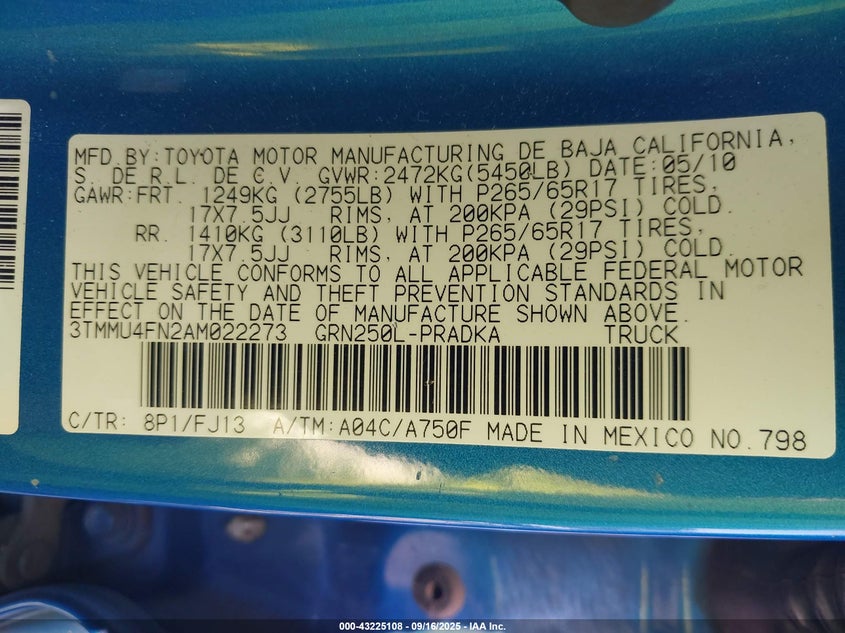 MFD.BY:TOYOTA MOTOR MANUFACTURING DE BAJA CALIFORNIA,
S. DE R.L. DE C.V. GVWR:2472KG(5450LB) DATE:05/10
GAWR:FRT. 1249KG (2755LB) WITH P265/65R17 TIRES,
17X7.5JJ RIMS, AT 200KPA (29PSI) COLD.
RR. 1410KG (3110LB) WITH P265/65R17 TIRES,
17X7.5JJ RIMS, AT 200KPA (29PSI) COLD.
THIS VEHICLE CONFORMS TO ALL APPLICABLE FEDERAL MOTOR
VEHICLE SAFETY AND THEFT PREVENTION STANDARDS IN
EFFECT ON THE DATE OF MANUFACTURE SHOWN ABOVE.
3TMMU4FN2AM022273 GRN250L-PRADKA TRUCK
C/TR: 8P1/FJ13 A/TM:A04C/A750F MADE IN MEXICO NO.798
000-43225108 - 09/16/2025 - IAA Inc.